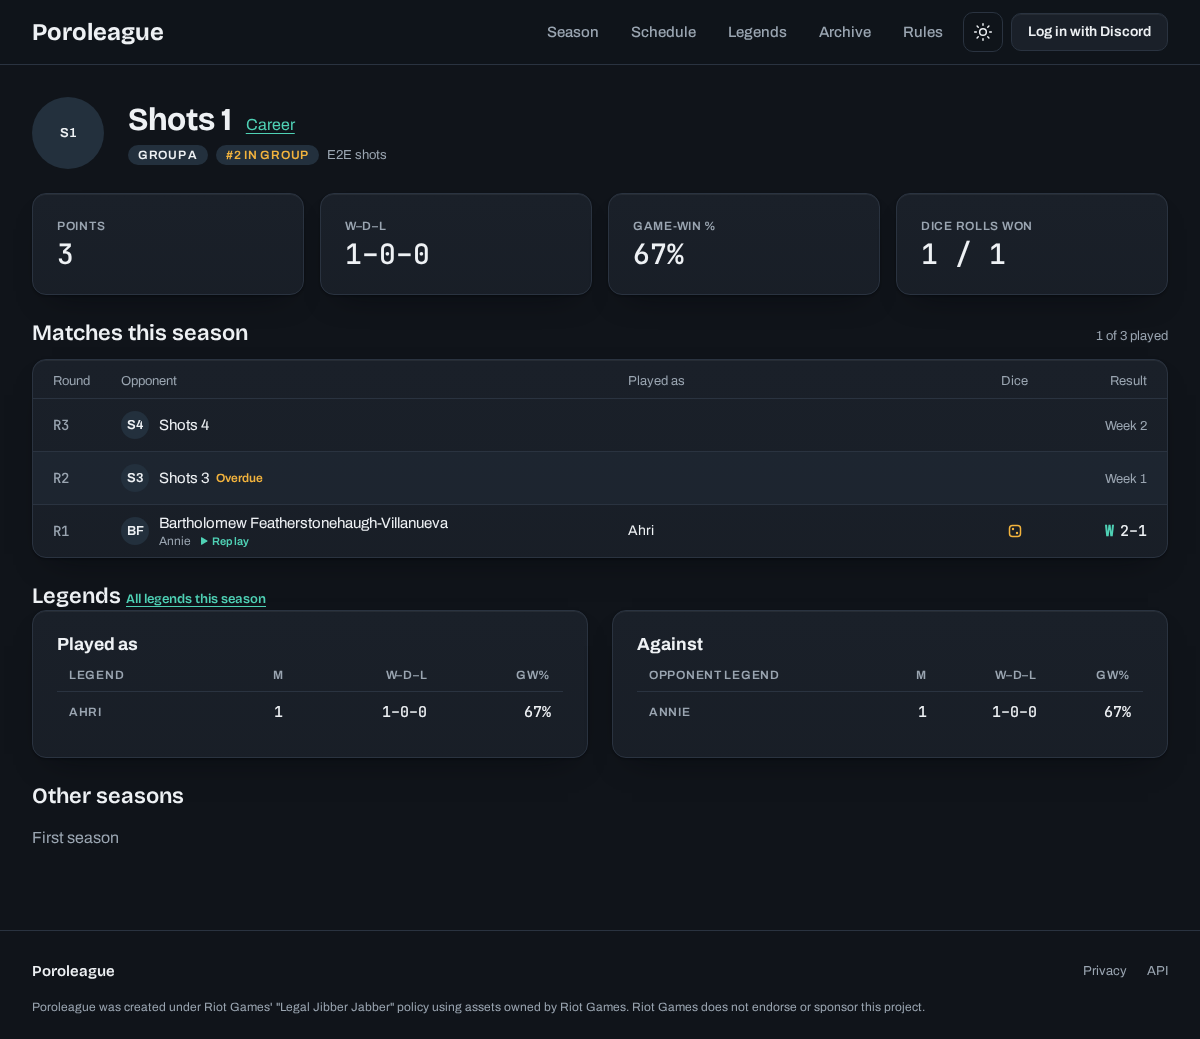 Poroleague
Season Schedule Legends Archive Rules Log in with Discord
S1
Shots 1 Career
GROUP A #2 IN GROUP E2E shots
POINTS
3
W–D–L
1–0–0
GAME-WIN %
67%
DICE ROLLS WON
1 / 1
Matches this season
1 of 3 played
Round Opponent Played as Dice Result
R3 S4 Shots 4 Week 2
R2 S3 Shots 3 Overdue Week 1
R1 BF Bartholomew Featherstonehaugh-Villanueva Ahri W 2–1
Annie Replay
Legends All legends this season
Played as
LEGEND M W–D–L GW%
AHRI 1 1–0–0 67%
Against
OPPONENT LEGEND M W–D–L GW%
ANNIE 1 1–0–0 67%
Other seasons
First season
Poroleague
Privacy API
Poroleague was created under Riot Games' "Legal Jibber Jabber" policy using assets owned by Riot Games. Riot Games does not endorse or sponsor this project.